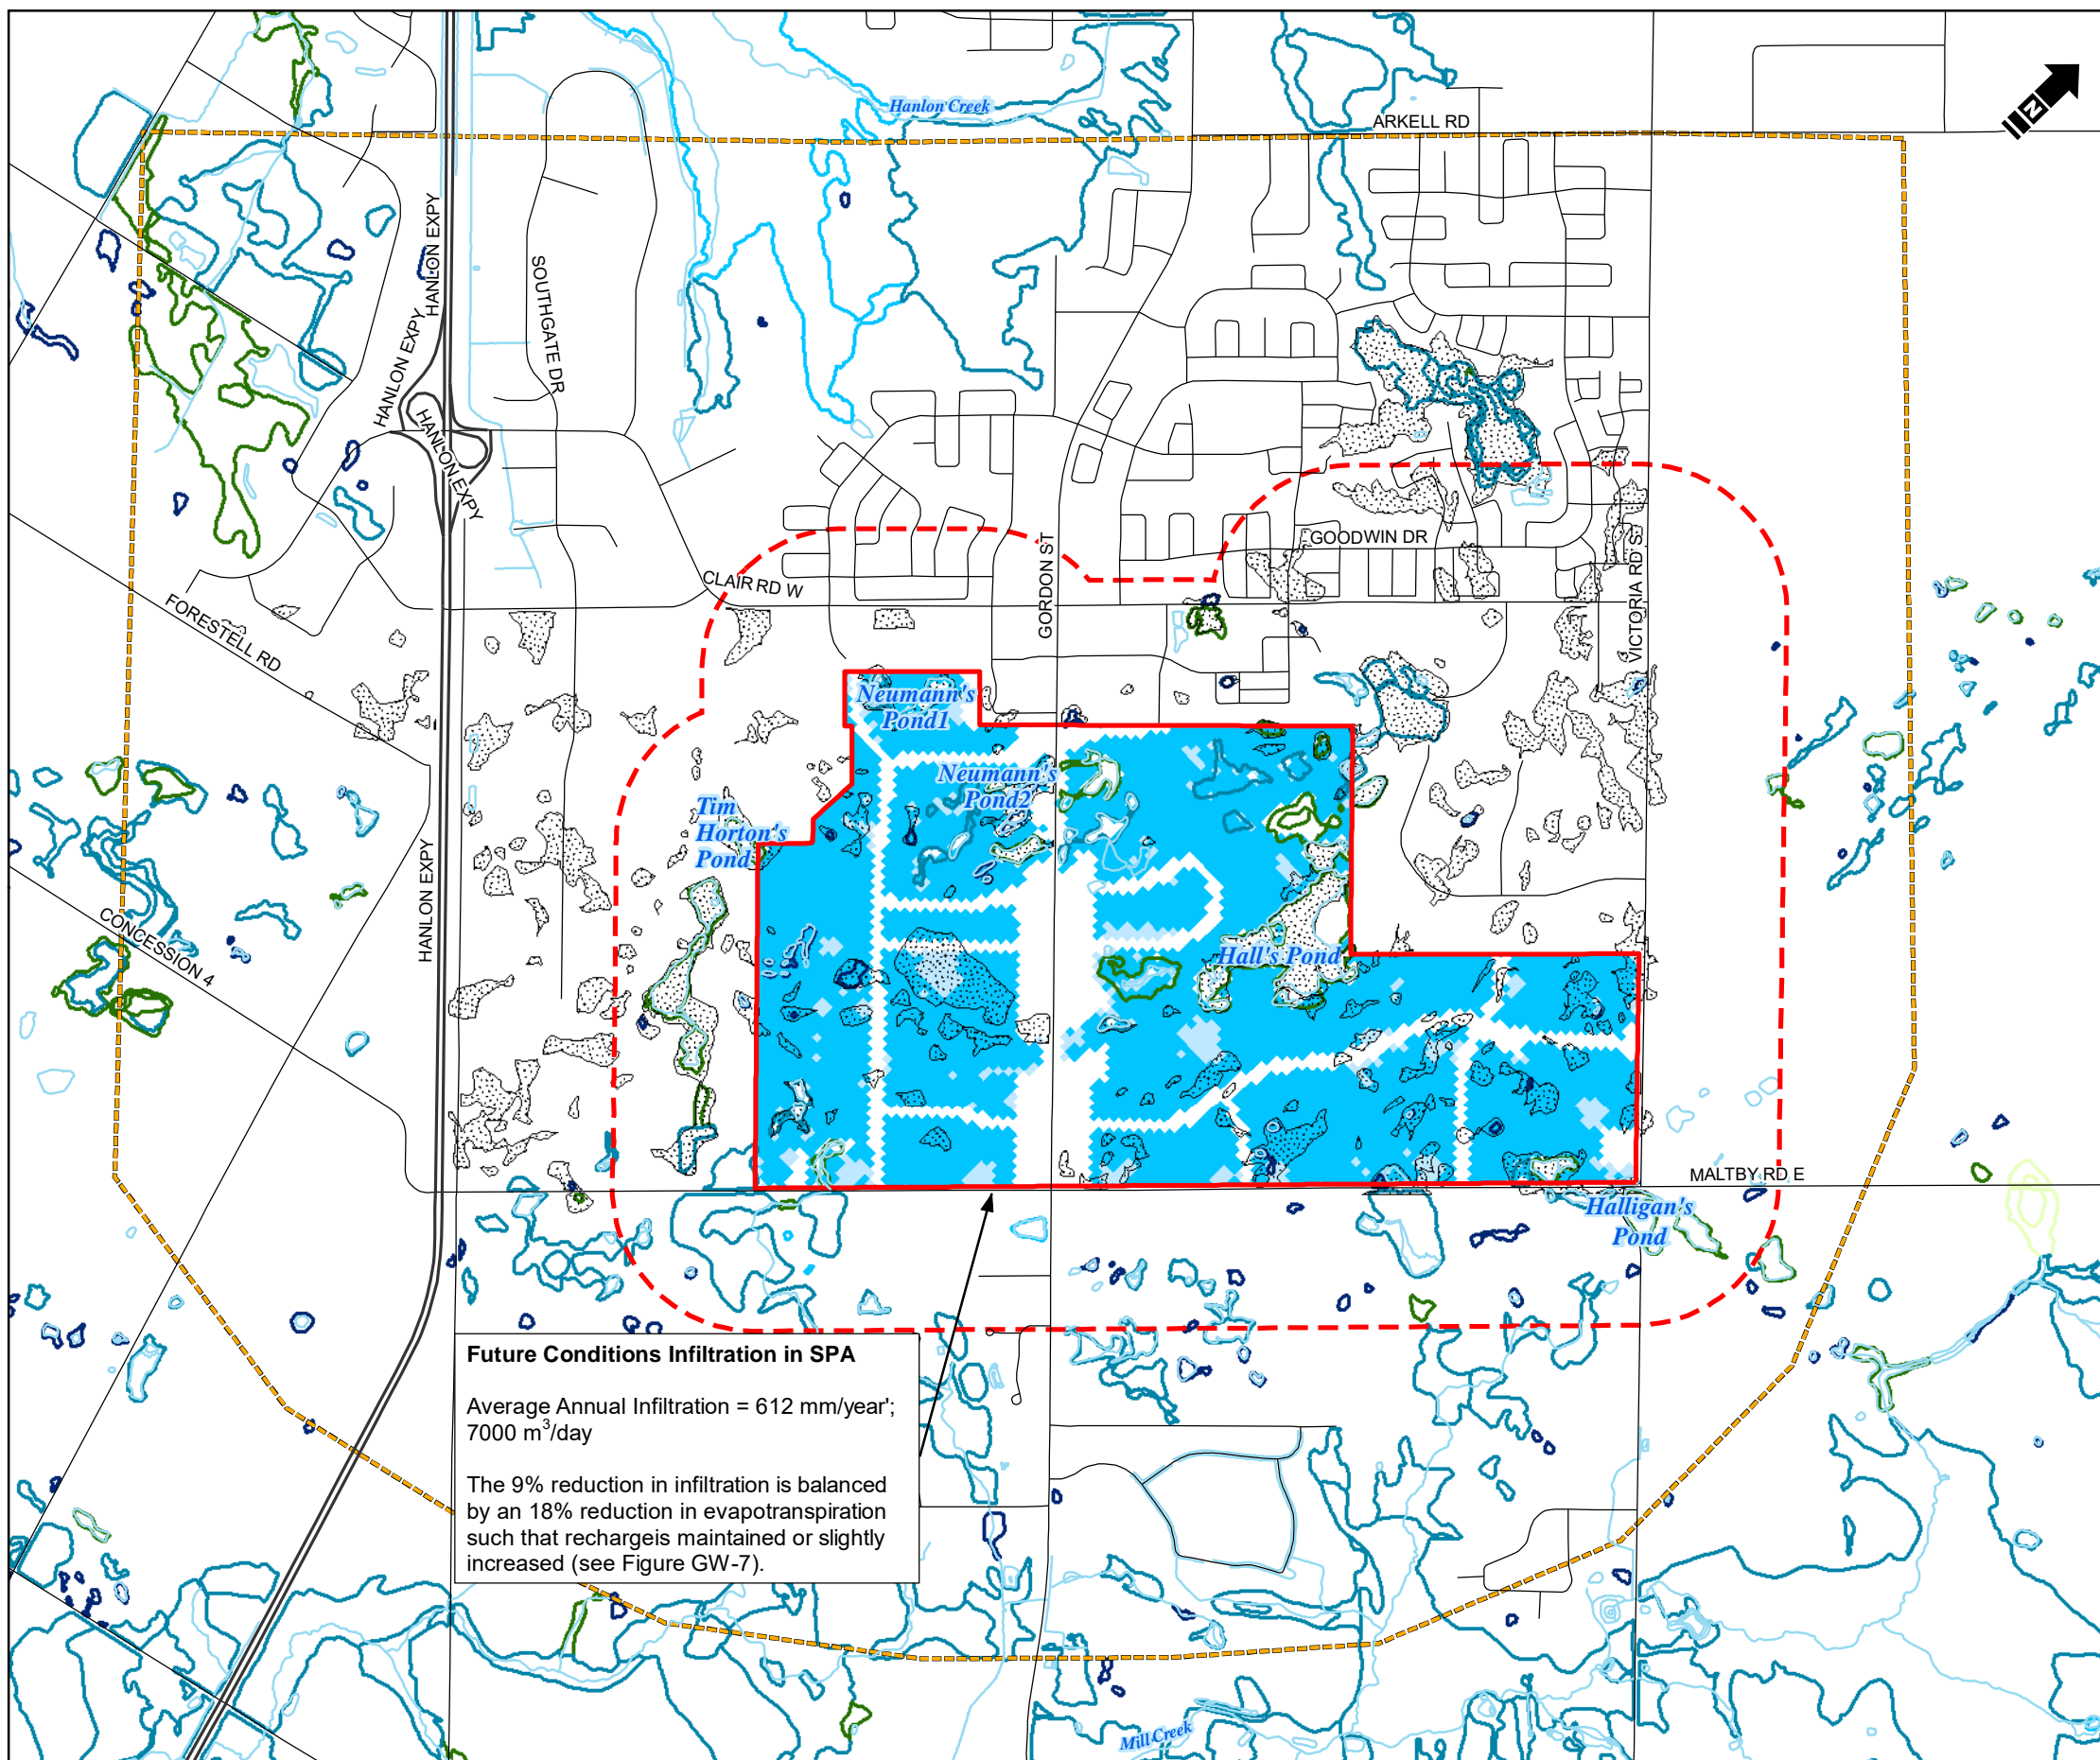 Hanlon Creek
N
ARKELL RD
HANLON EXPY
SOUTHGATE DR
HANLON EXPY
HANLON EXPY
GORDON ST
GOODWIN DR
VICTORIA RD S
CLAIR RD W
FORESTELL RD
Neumann's
Pond1
Neumann's
Pond2
Tim
Horton's
Pond
HANLON EXPY
CONCESSION 4
Hall's Pond
MALTBY RD E
Halligan's
Pond
Future Conditions Infiltration in SPA
Average Annual Infiltration = 612 mm/year';
7000 m³/day
The 9% reduction in infiltration is balanced
by an 18% reduction in evapotranspiration
such that rechargeis maintained or slightly
increased (see Figure GW-7).
Mill Creek